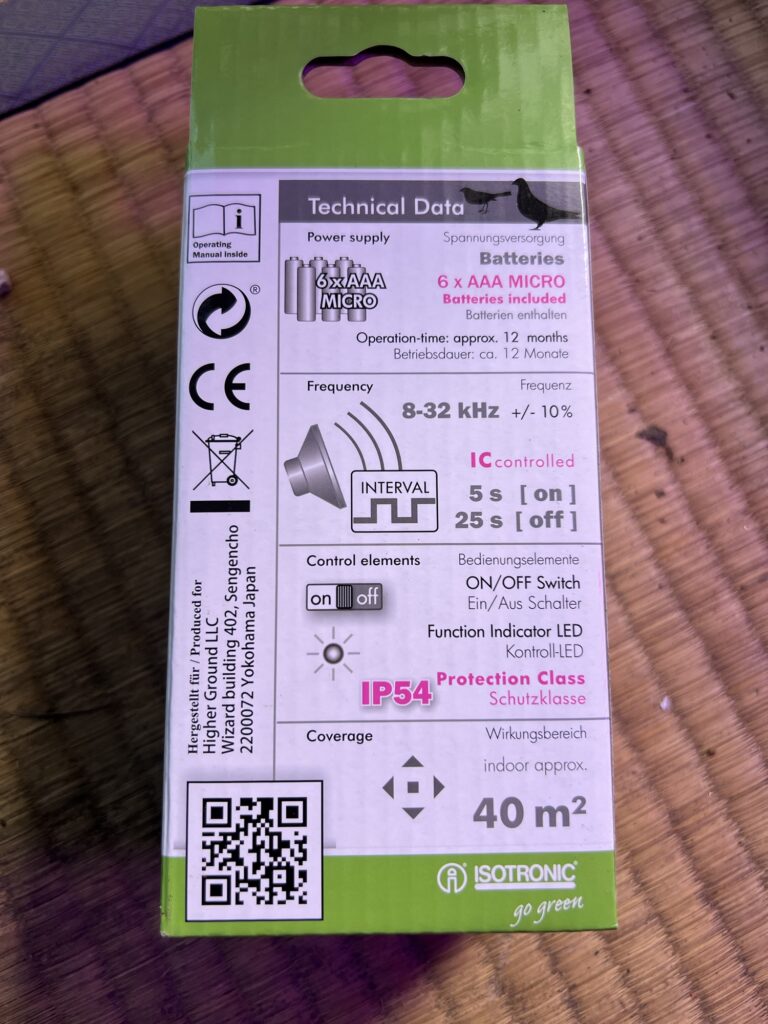 Technical Data
i
Operating
Manual Inside
®
CE
Hergestellt für / Produced for
Higher Ground LLC
Wizard building 402, Sengencho
2200072 Yokohama Japan
Power supply
Spannungsversorgung
6 x AAA
MICRO
Batteries
6 x AAA MICRO
Batteries included
Batterien enthalten
Operation-time: approx. 12 months
Betriebsdauer: ca. 12 Monate
Frequency
Frequenz
8-32 kHz +/- 10%
IC controlled
INTERVAL
5 s [ on ]
25 s [ off ]
Control elements
Bedienungselemente
on off
ON/OFF Switch
Ein/Aus Schalter
Function Indicator LED
Kontroll-LED
IP54 Protection Class
Schutzklasse
Coverage
Wirkungsbereich
indoor approx.
40 m²
ISOTRONIC®
go green